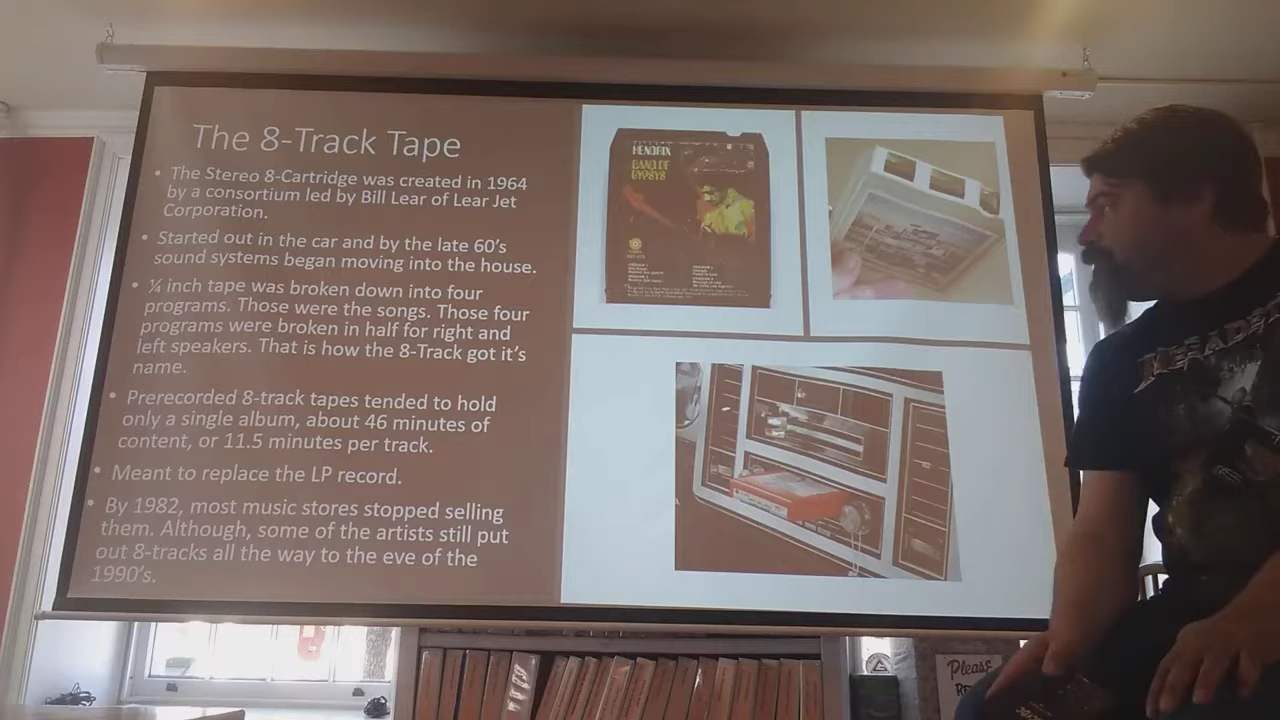 The 8-Track Tape
• The Stereo 8-Cartridge was created in 1964
by a consortium led by Bill Lear of Lear Jet
Corporation.
• Started out in the car and by the late 60's
sound systems began moving into the house.
• ¼ inch tape was broken down into four
programs. Those were the songs. Those four
programs were broken in half for right and
left speakers. That is how the 8-Track got it's
name.
• Prerecorded 8-track tapes tended to hold
only a single album, about 46 minutes of
content, or 11.5 minutes per track.
• Meant to replace the LP record.
• By 1982, most music stores stopped selling
them. Although, some of the artists still put
out 8-tracks all the way to the eve of the
1990's.
HENDRIX
BAND OF
GYPSYS
MEGADE
Please